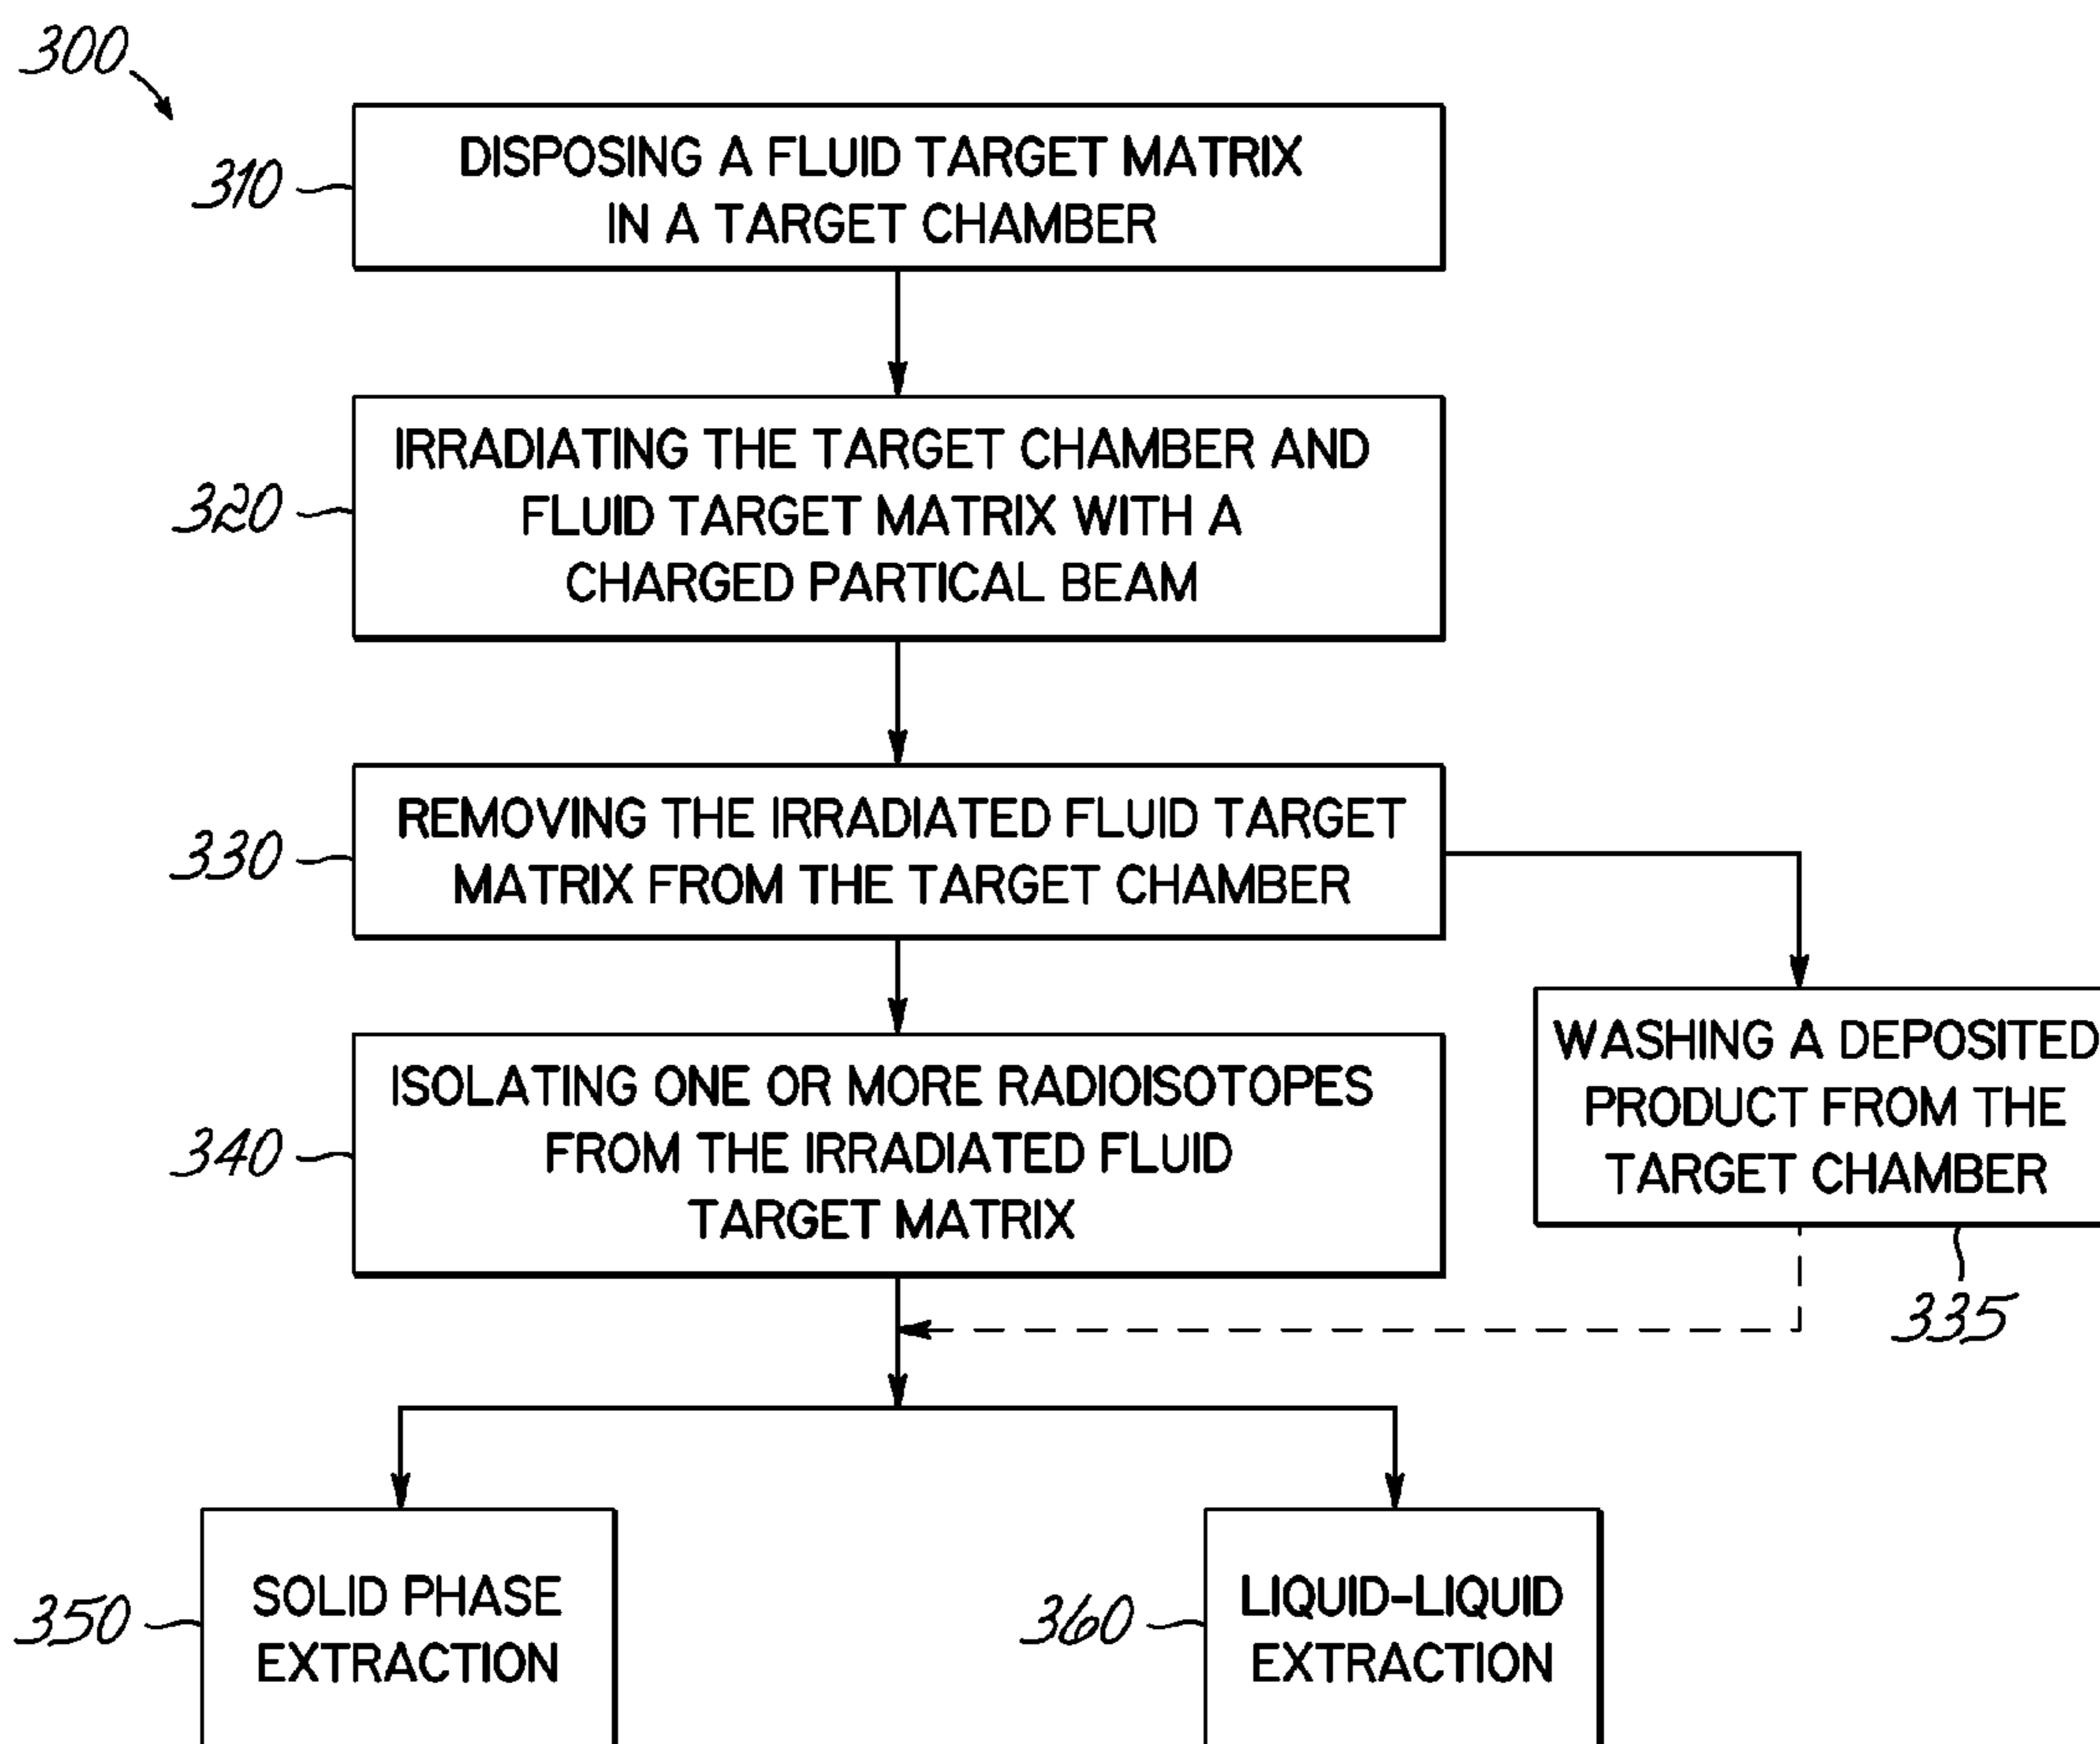 300
310
DISPOSING A FLUID TARGET MATRIX
IN A TARGET CHAMBER
320
IRRADIATING THE TARGET CHAMBER AND
FLUID TARGET MATRIX WITH A
CHARGED PARTICAL BEAM
330
REMOVING THE IRRADIATED FLUID TARGET
MATRIX FROM THE TARGET CHAMBER
340
ISOLATING ONE OR MORE RADIOISOTOPES
FROM THE IRRADIATED FLUID
TARGET MATRIX
WASHING A DEPOSITED
PRODUCT FROM THE
TARGET CHAMBER
335
350
SOLID PHASE
EXTRACTION
360
LIQUID-LIQUID
EXTRACTION